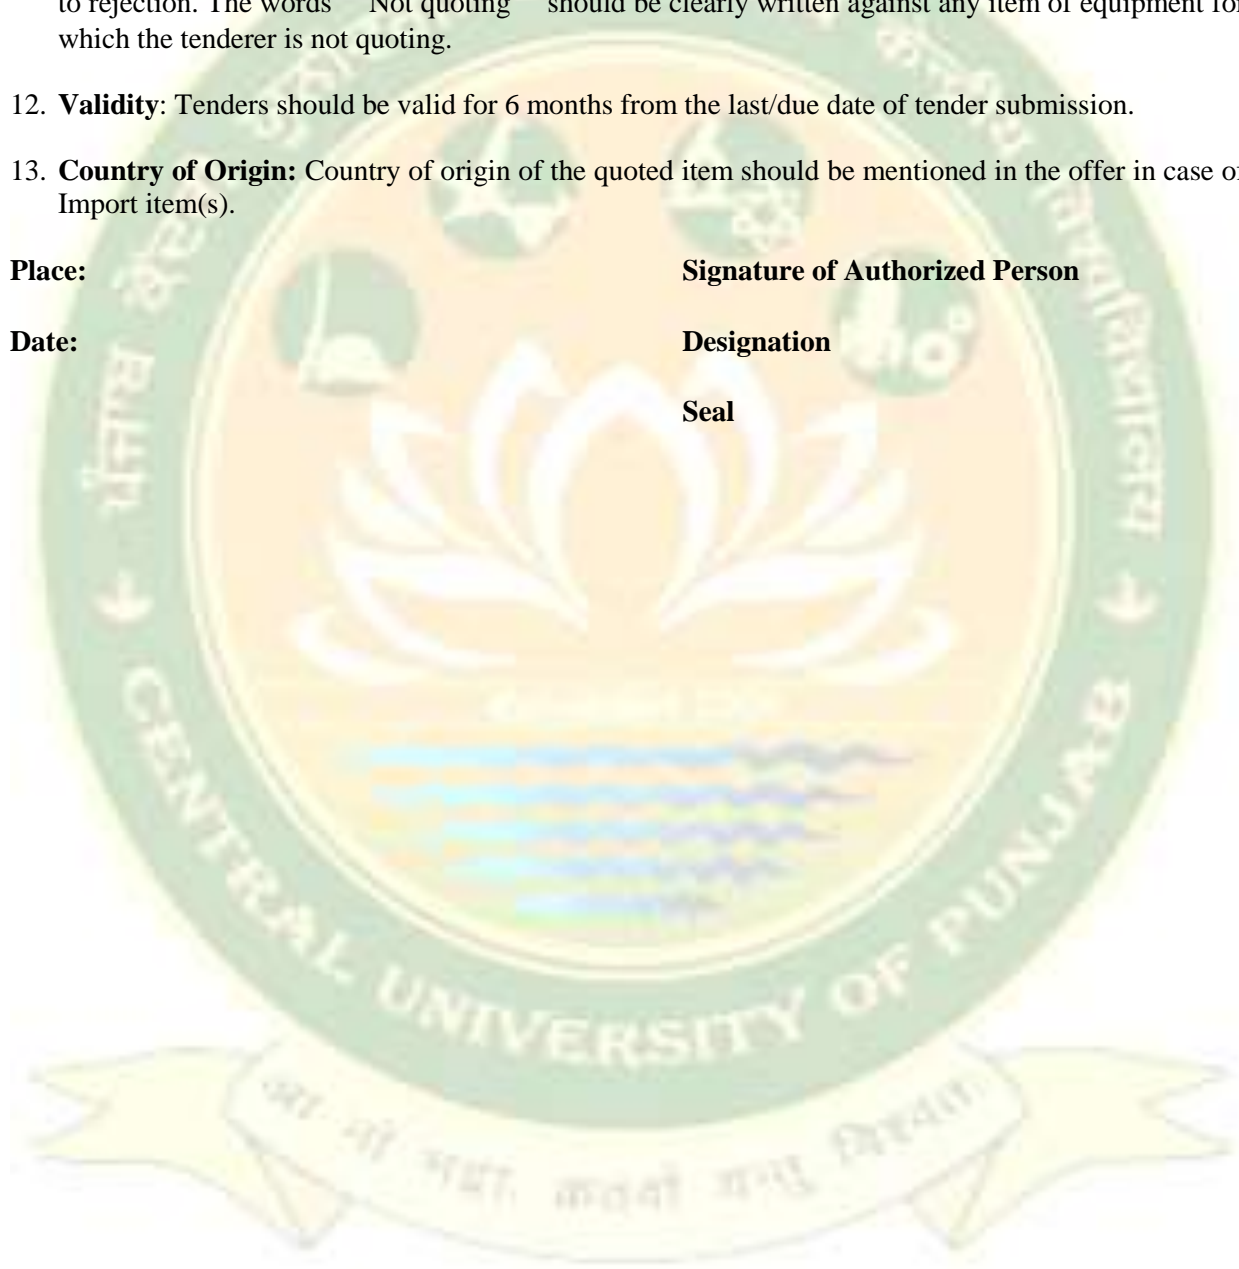 to rejection. The words " Not quoting " should be clearly written against any item of equipment for
which the tenderer is not quoting.
12. Validity: Tenders should be valid for 6 months from the last/due date of tender submission.
13. Country of Origin: Country of origin of the quoted item should be mentioned in the offer in case of
Import item(s).
Place:
Signature of Authorized Person
Date:
Designation
Seal
पंजाब केंद्रीय विश्वविद्यालय
CENTRAL UNIVERSITY OF PUNJAB